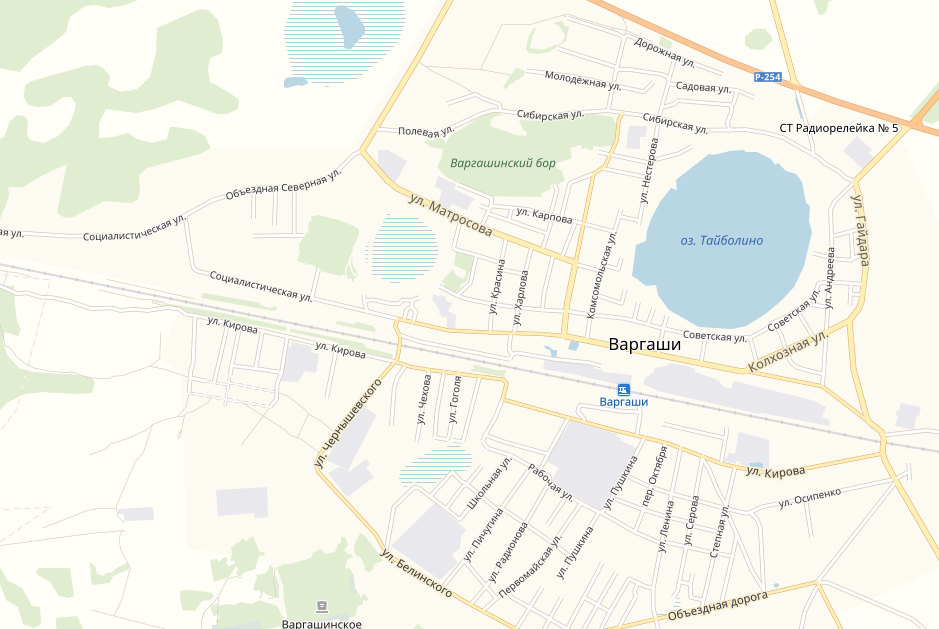 Дорожная ул.
Р-254
Молодёжная ул.
Садовая ул.
Сибирская ул.
Сибирская ул.
Полевая ул.
СТ Радиорелейка № 5
Варгашинский бор
ул. Нестерова
Объездная Северная ул.
ул. Матросова
ул. Карпова
ул. Гайдара
Социалистическая ул.
ая ул.
оз. Тайболино
Комсомольская ул.
ул. Красина
ул. Харлова
ул. Андреева
Социалистическая ул.
Советская ул.
Советская ул.
ул. Кирова
Варгаши
Колхозная ул.
ул. Кирова
Варгаши
ул. Чехова
ул. Гоголя
ул. Чернышевского
Школьная ул.
Рабочая ул.
ул. Пушкина
пер. Октября
ул. Кирова
ул. Осипенко
ул. Пичугина
ул. Радионова
Первомайская ул.
ул. Пушкина
ул. Ленина
ул. Серова
Степная ул.
ул. Белинского
Объездная дорога
Варгашинское